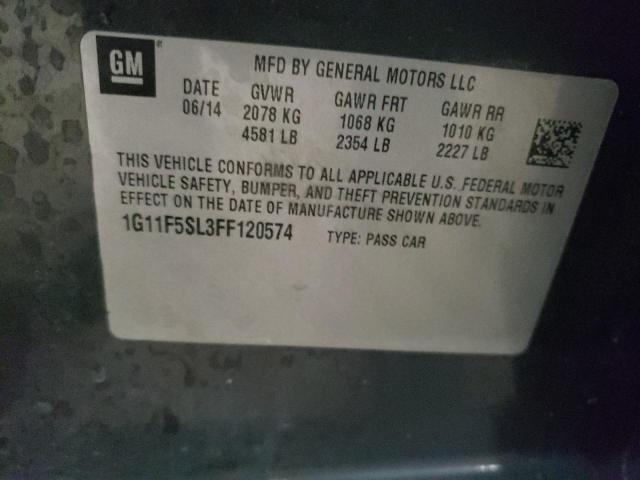 GM
MFD BY GENERAL MOTORS LLC
DATE GVWR GAWR FRT GAWR RR
06/14 2078 KG 1068 KG 1010 KG
4581 LB 2354 LB 2227 LB
THIS VEHICLE CONFORMS TO ALL APPLICABLE U.S. FEDERAL MOTOR
VEHICLE SAFETY, BUMPER, AND THEFT PREVENTION STANDARDS IN
EFFECT ON THE DATE OF MANUFACTURE SHOWN ABOVE.
1G11F5SL3FF120574 TYPE: PASS CAR